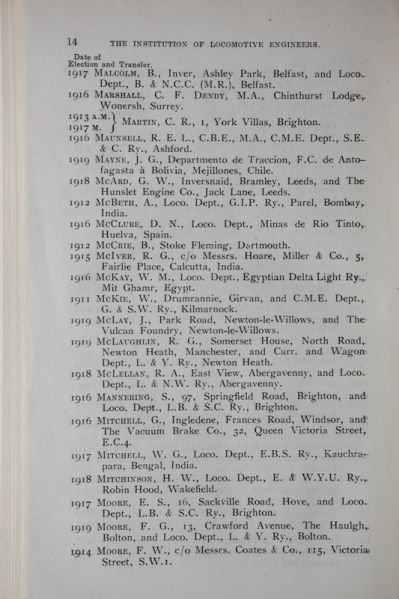 14 THE INSTITUTION OF LOCOMOTIVE ENGINEERS.
Date of
Election and Transfer.
1917 MALCOLM, B., Inver, Ashley Park, Belfast, and Loco.
Dept., B. & N.C.C. (M.R.), Belfast.
1916 MARSHALL, C. F. DENDY, M.A., Chinthurst Lodge,
Wonersh, Surrey.
1913 A.M. } MARTIN, C. R., 1, York Villas, Brighton.
1917 M.
1916 MAUNSELL, R. E. L., C.B.E., M.A., C.M.E. Dept., S.E.
& C. Ry., Ashford.
1919 MAYNE, J. G., Departmento de Traccion, F.C. de Anto-
fagasta à Bolivia, Mejillones, Chile.
1918 MCARD, G. W., Inversnaid, Bramley, Leeds, and The
Hunslet Engine Co., Jack Lane, Leeds.
1912 MCBETH, A., Loco. Dept., G.I.P. Ry., Parel, Bombay,
India.
1916 MCCLURE, D. N., Loco. Dept., Minas de Rio Tinto,
Huelva, Spain.
1912 MCCRIE, B., Stoke Fleming, Dartmouth.
1915 MCIVER, R. G., c/o Messrs. Hoare, Miller & Co., 5,
Fairlie Place, Calcutta, India.
1916 MCKAY, W. M., Loco. Dept., Egyptian Delta Light Ry.,
Mit Ghamr, Egypt.
1911 MCKIE, W., Drumrannie, Girvan, and C.M.E. Dept.,
G. & S.W. Ry., Kilmarnock.
1919 MCLAY, J., Park Road, Newton-le-Willows, and The
Vulcan Foundry, Newton-le-Willows.
1919 MCLAUGHLIN, R. G., Somerset House, North Road,
Newton Heath, Manchester, and Carr. and Wagon
Dept., L. & Y. Ry., Newton Heath.
1918 MCLELLAN, R. A., East View, Abergavenny, and Loco.
Dept., L. & N.W. Ry., Abergavenny.
1916 MANNERING, S., 97, Springfield Road, Brighton, and
Loco. Dept., L.B. & S.C. Ry., Brighton.
1916 MITCHELL, G., Ingledene, Frances Road, Windsor, and
The Vacuum Brake Co., 32, Queen Victoria Street,
E.C.4.
1917 MITCHELL, W. G., Loco. Dept., E.B.S. Ry., Kauchra-
para, Bengal, India.
1918 MITCHINSON, H. W., Loco. Dept., E. & W.Y.U. Ry.,
Robin Hood, Wakefield.
1917 MOORE, E. S., 16, Sackville Road, Hove, and Loco.
Dept., L.B. & S.C. Ry., Brighton.
1919 MOORE, F. G., 13, Crawford Avenue, The Haulgh,
Bolton, and Loco. Dept., L. & Y. Ry., Bolton.
1914 MOORE, F. W., c/o Messrs. Coates & Co., 115, Victoria
Street, S.W.1.